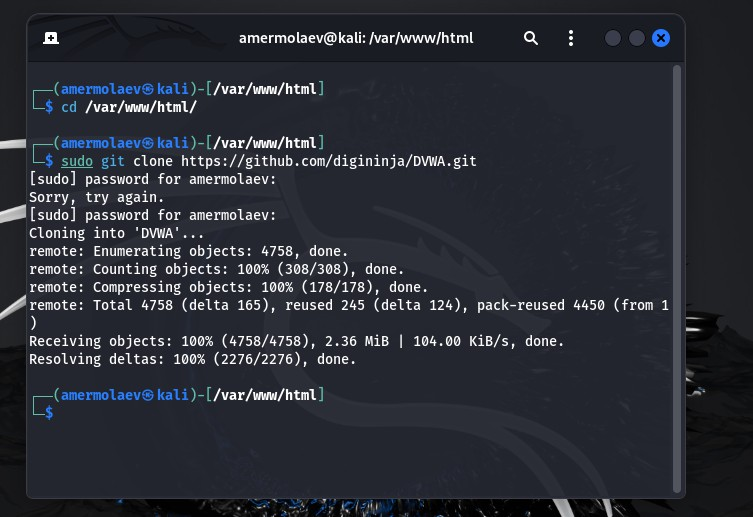 amermolaev@kali: /var/www/html
┌──(amermolaev㉿kali)-[/var/www/html]
└─$ cd /var/www/html/
┌──(amermolaev㉿kali)-[/var/www/html]
└─$ sudo git clone https://github.com/digininja/DVWA.git
[sudo] password for amermolaev:
Sorry, try again.
[sudo] password for amermolaev:
Cloning into 'DVWA'...
remote: Enumerating objects: 4758, done.
remote: Counting objects: 100% (308/308), done.
remote: Compressing objects: 100% (178/178), done.
remote: Total 4758 (delta 165), reused 245 (delta 124), pack-reused 4450 (from 1
)
Receiving objects: 100% (4758/4758), 2.36 MiB | 104.00 KiB/s, done.
Resolving deltas: 100% (2276/2276), done.
┌──(amermolaev㉿kali)-[/var/www/html]
└─$